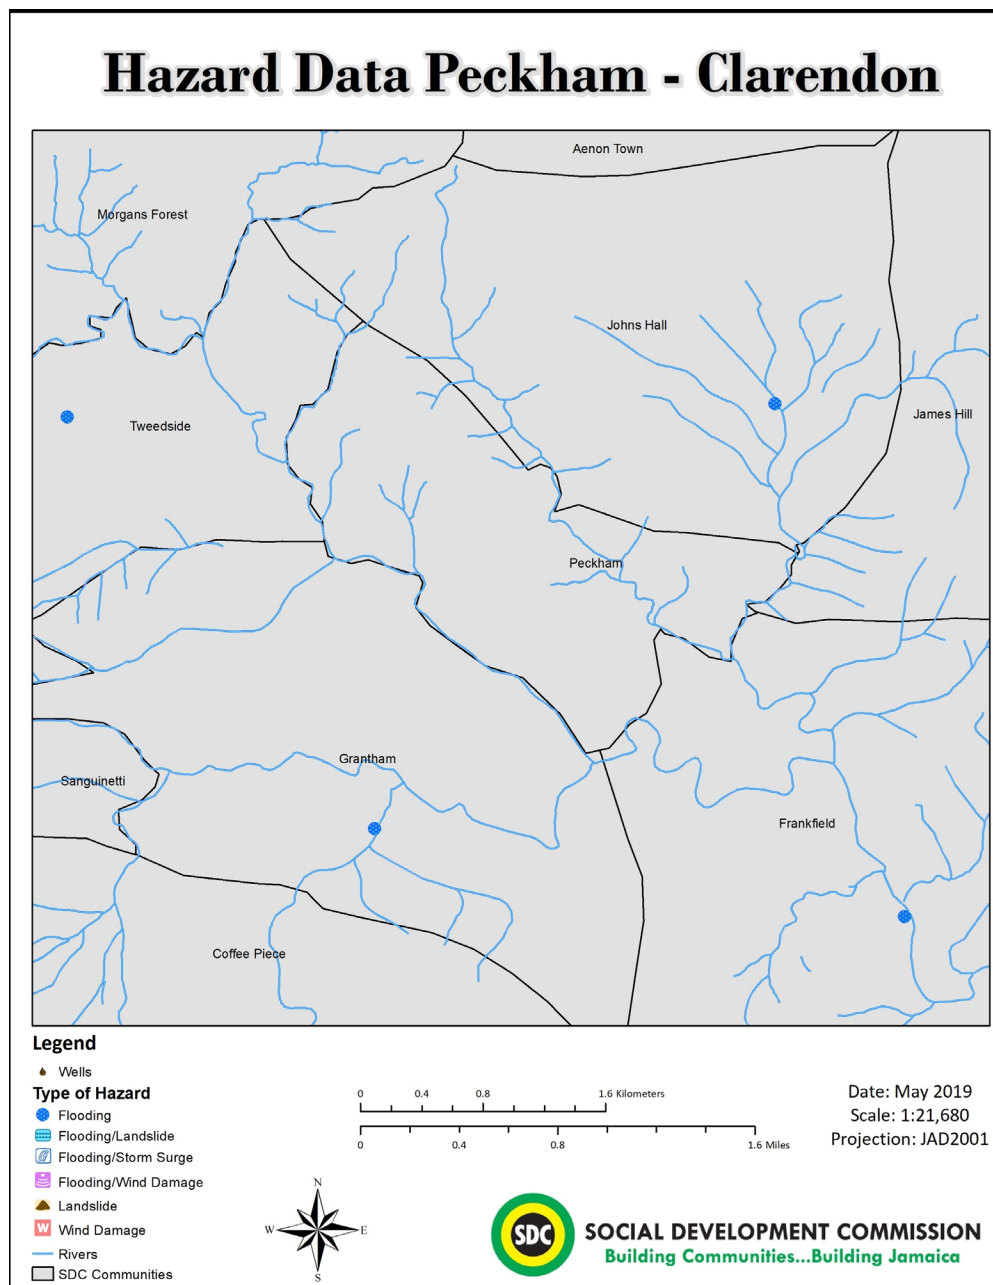 Hazard Data Peckham - Clarendon
Aenon Town
Morgans Forest
Johns Hall
James Hill
Tweedside
Peckham
Grantham
Sanguinetti
Frankfield
Coffee Piece
Legend
Wells
Type of Hazard
Flooding
Flooding/Landslide
Flooding/Storm Surge
Flooding/Wind Damage
Landslide
W Wind Damage
Rivers
SDC Communities
0 0.4 0.8 1.6 Kilometers
0 0.4 0.8 1.6 Miles
N
W E
S
Date: May 2019
Scale: 1:21,680
Projection: JAD2001
SDC
SOCIAL DEVELOPMENT COMMISSION
Building Communities...Building Jamaica